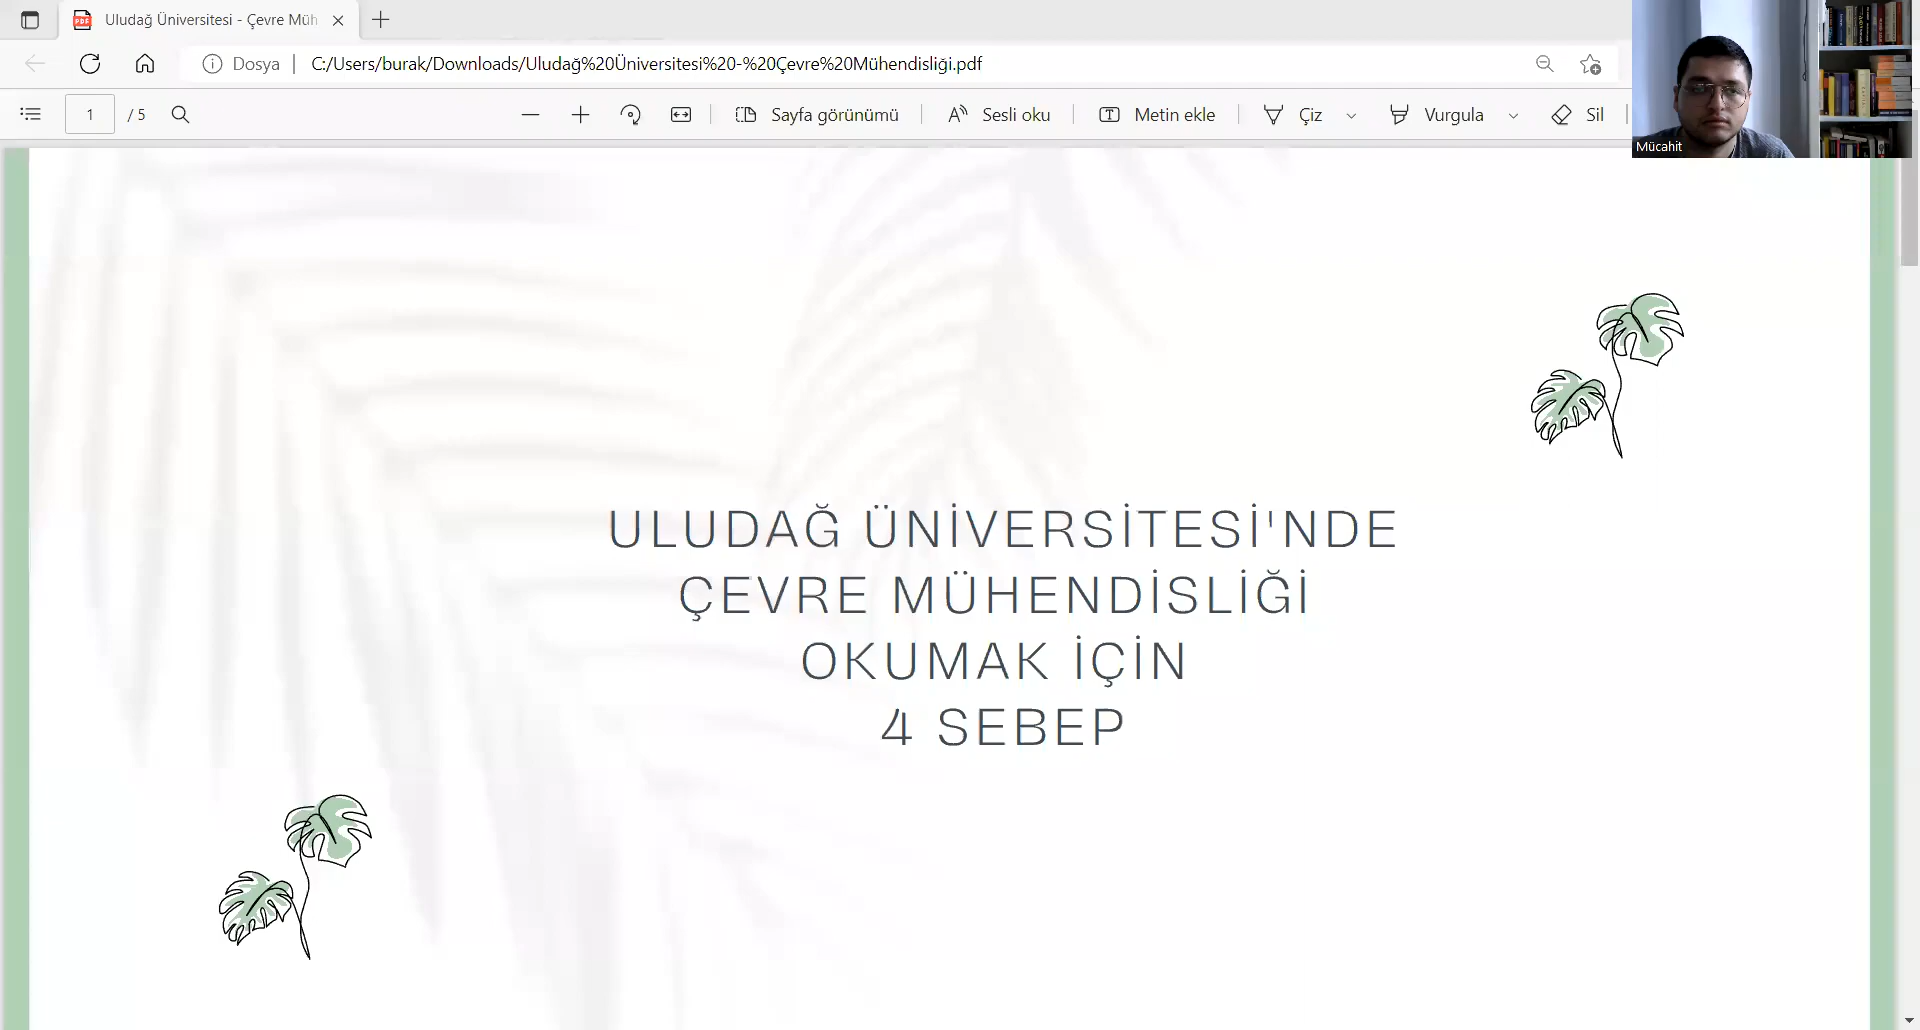 Uludağ Üniversitesi - Çevre Müh
Dosya
C:/Users/burak/Downloads/Uludağ%20Üniversitesi%20-%20Çevre%20Mühendisliği.pdf
1 / 5
Sayfa görünümü
Sesli oku
Metin ekle
Çiz
Vurgula
Sil
Mücahit
ULUDAĞ ÜNİVERSİTESİ'NDE
ÇEVRE MÜHENDİSLİĞİ
OKUMAK İÇİN
4 SEBEP